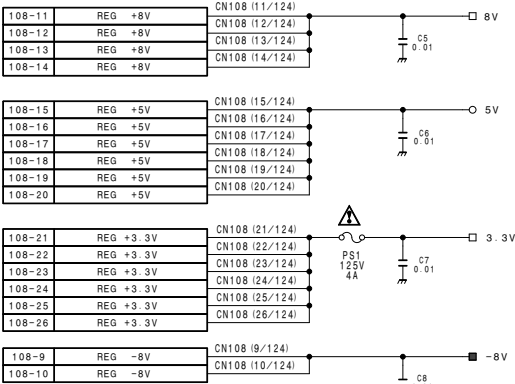 CN108 (11/124)
108-11 REG +8V
CN108 (12/124)
8V
108-12 REG +8V
CN108 (13/124)
C5
0.01
108-13 REG +8V
CN108 (14/124)
108-14 REG +8V
CN108 (15/124)
108-15 REG +5V
CN108 (16/124)
5V
108-16 REG +5V
CN108 (17/124)
C6
0.01
108-17 REG +5V
CN108 (18/124)
108-18 REG +5V
CN108 (19/124)
108-19 REG +5V
CN108 (20/124)
108-20 REG +5V
CN108 (21/124)
108-21 REG +3.3V
CN108 (22/124)
3.3V
108-22 REG +3.3V
CN108 (23/124)
PS1
125V
4A
C7
0.01
108-23 REG +3.3V
CN108 (24/124)
108-24 REG +3.3V
CN108 (25/124)
108-25 REG +3.3V
CN108 (26/124)
108-26 REG +3.3V
CN108 (9/124)
108-9 REG -8V
CN108 (10/124)
-8V
108-10 REG -8V
C8